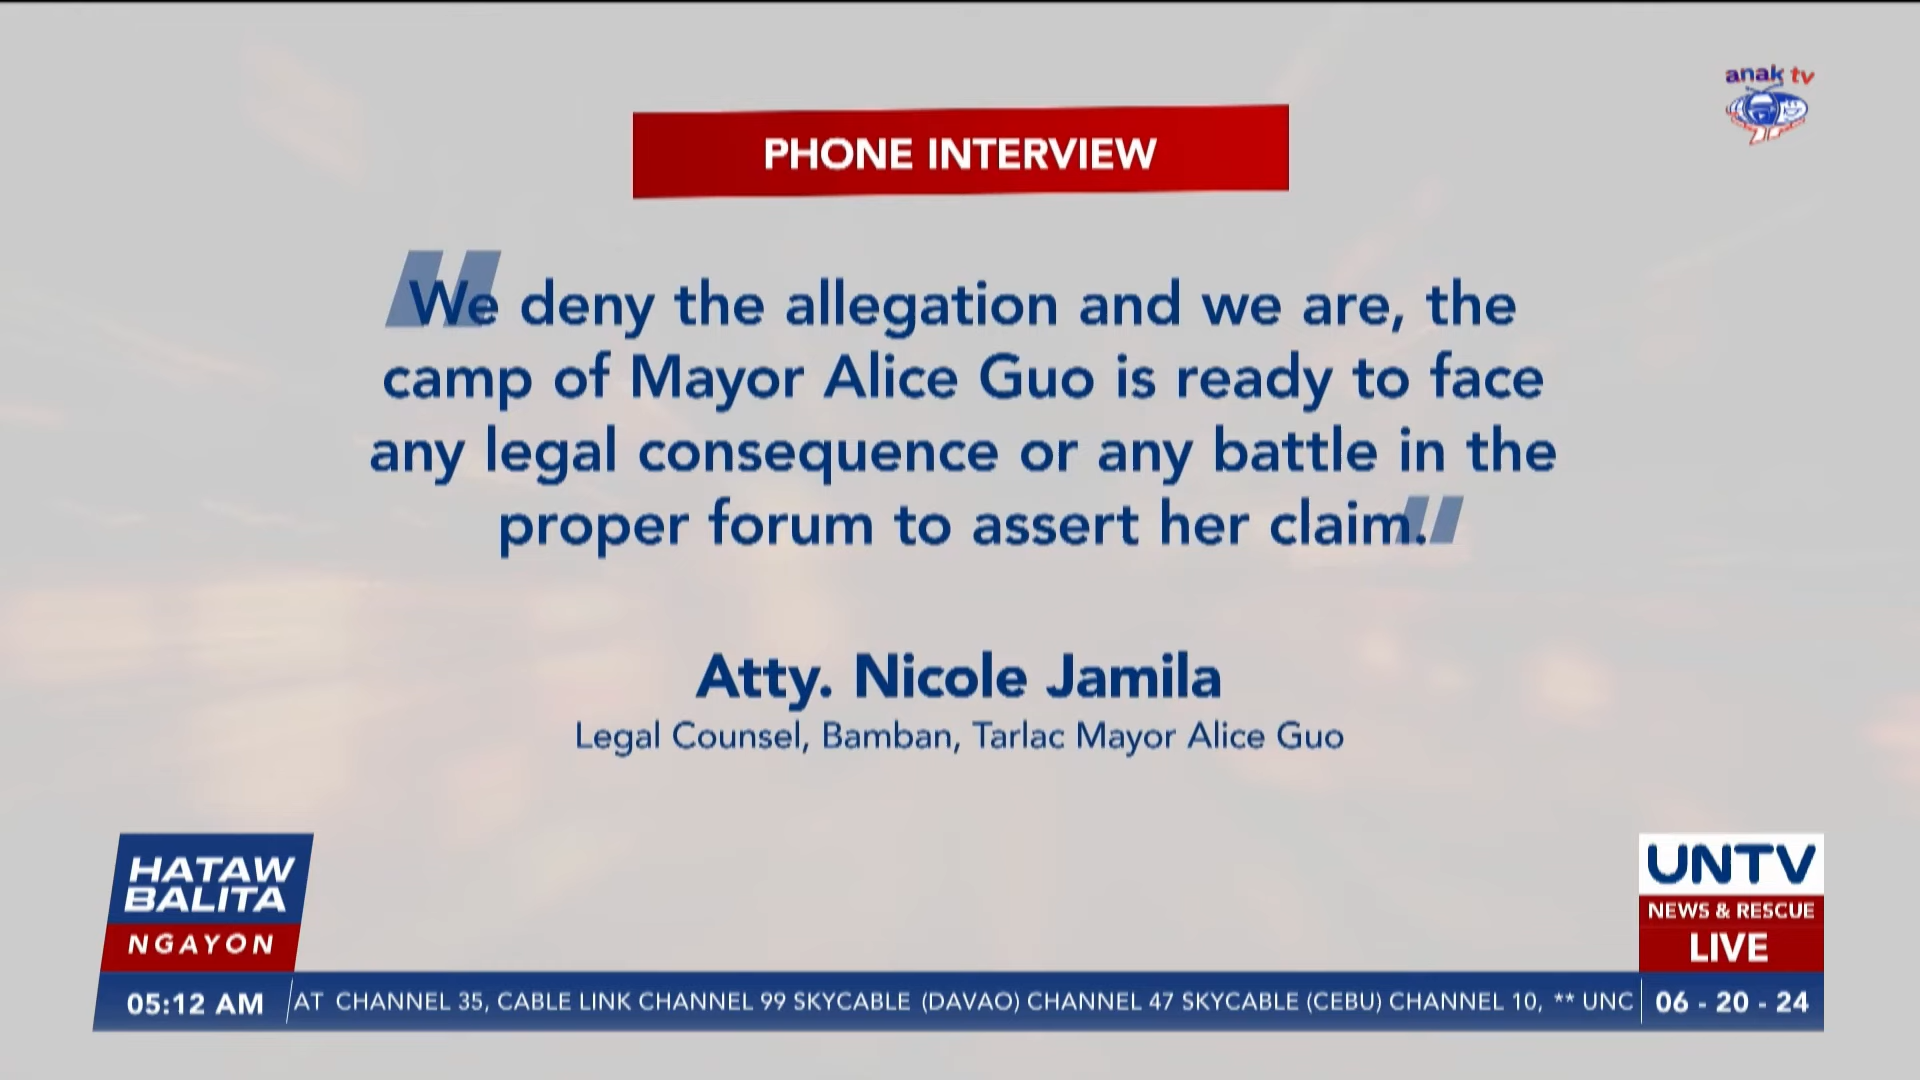 anak tv
PHONE INTERVIEW
"We deny the allegation and we are, the
camp of Mayor Alice Guo is ready to face
any legal consequence or any battle in the
proper forum to assert her claim."
Atty. Nicole Jamila
Legal Counsel, Bamban, Tarlac Mayor Alice Guo
HATAW
BALITA
NGAYON
UNTV
NEWS & RESCUE
LIVE
05:12 AM
AT CHANNEL 35, CABLE LINK CHANNEL 99 SKYCABLE (DAVAO) CHANNEL 47 SKYCABLE (CEBU) CHANNEL 10, ** UNC
06 - 20 - 24